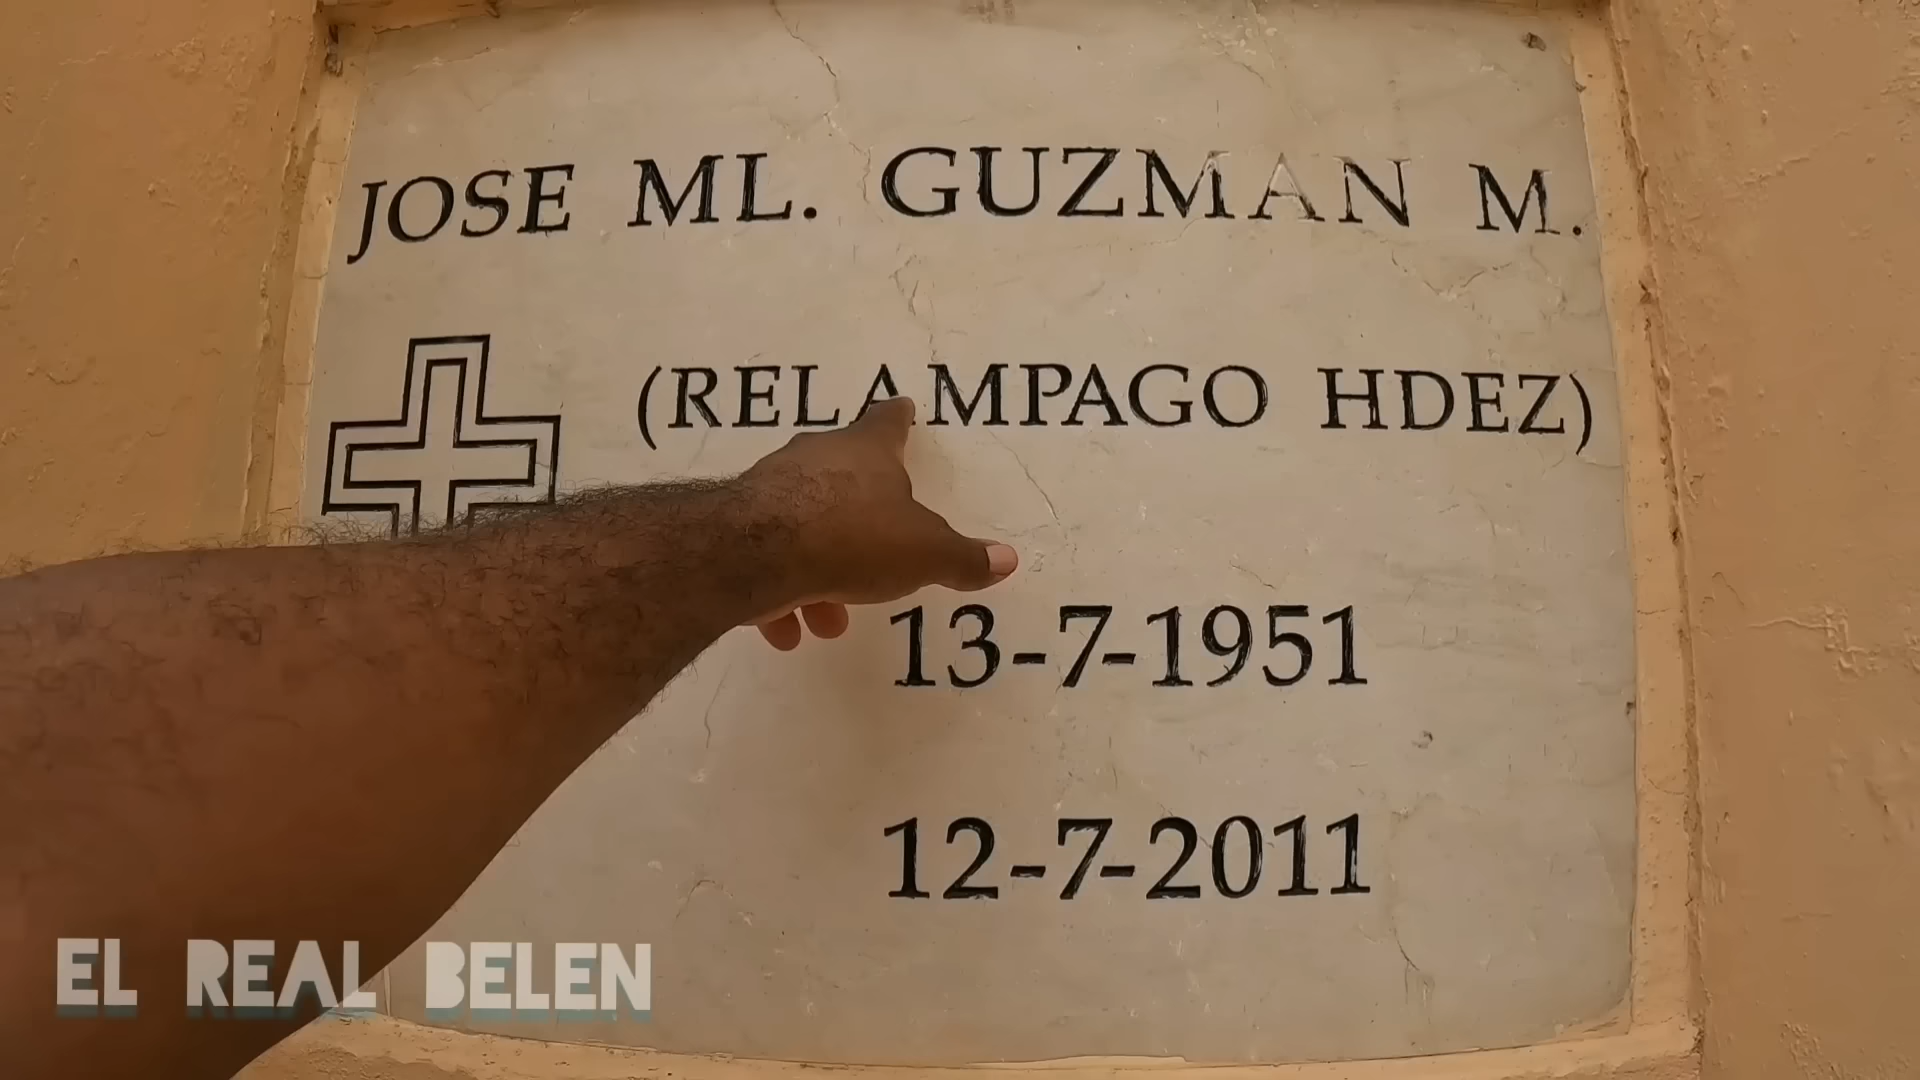 JOSE ML. GUZMAN M.
(RELAMPAGO HDEZ)
13-7-1951
12-7-2011
EL REAL BELEN